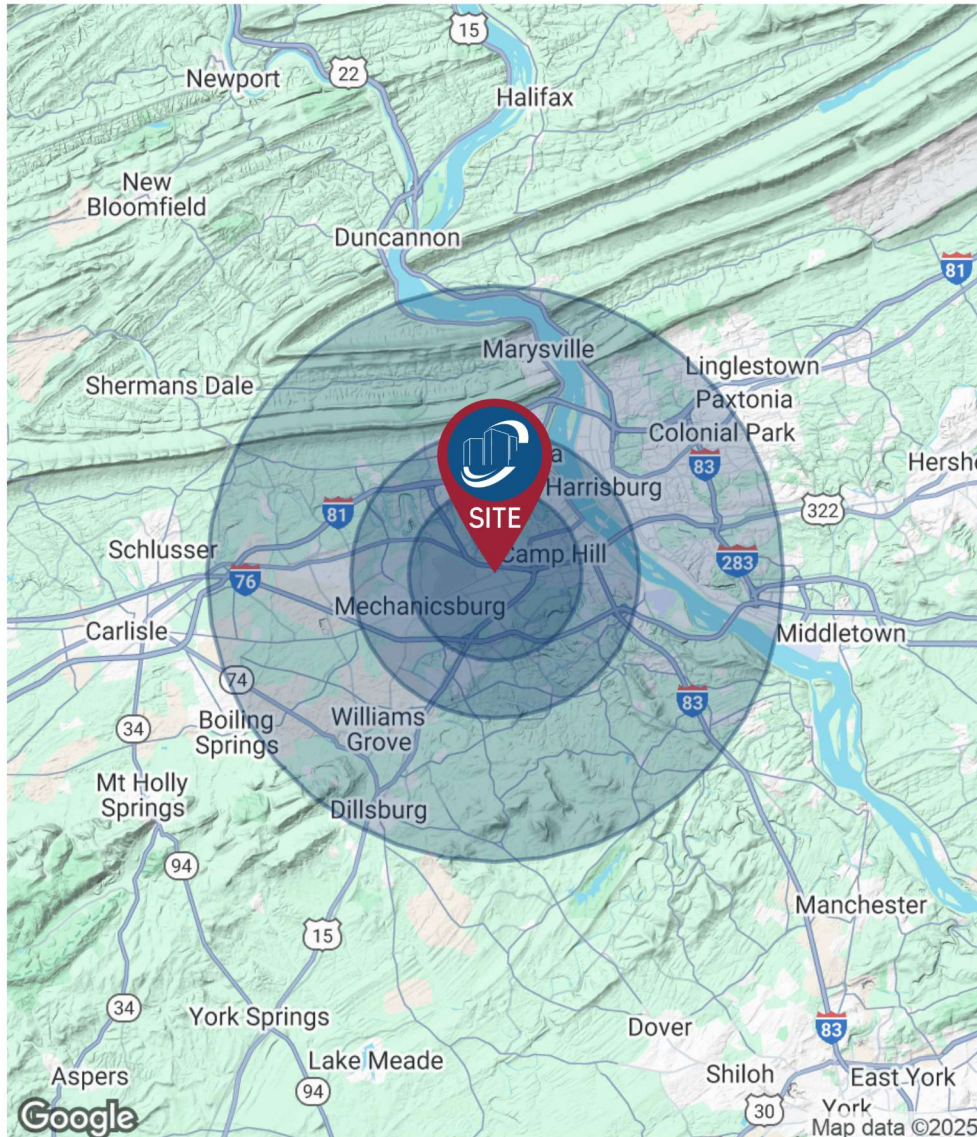 15
22
Newport
Halifax
New
Bloomfield
Duncannon
81
Marysville
Linglestown
Shermans Dale
Paxtonia
Colonial Park
a
83
Hershe
Harrisburg
81
322
SITE
Schlusser
Camp Hill
283
76
Mechanicsburg
Carlisle
Middletown
74
83
Boiling
Springs
Williams
Grove
34
Mt Holly
Springs
Dillsburg
94
Manchester
15
34
York Springs
Dover
83
Lake Meade
Aspers
Shiloh
East York
94
30
York
Google
Map data ©2025